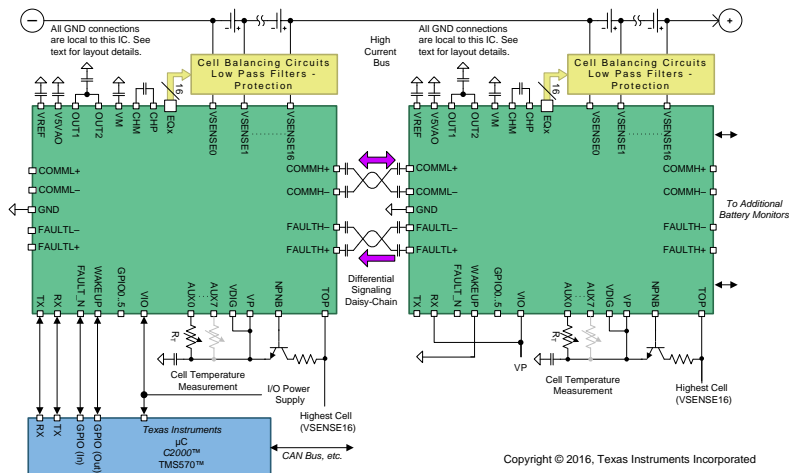 All GND connections
are local to this IC. See
text for layout details.
High
Current
Bus
All GND connections
are local to this IC. See
text for layout details.
Cell Balancing Circuits
Low Pass Filters -
Protection
16
Cell Balancing Circuits
Low Pass Filters -
Protection
16
VREF
V5VAO
OUT1
OUT2
VM
CHM
CHP
EQx
VSENSE0
VSENSE1
VSENSE16
VREF
V5VAO
OUT1
OUT2
VM
CHM
CHP
EQx
VSENSE0
VSENSE1
VSENSE16
COMML+
COMML–
GND
FAULTL–
FAULTL+
COMMH+
COMMH–
FAULTH–
FAULTH+
COMML+
COMML–
GND
FAULTL–
FAULTL+
COMMH+
COMMH–
FAULTH–
FAULTH+
To Additional
Battery Monitors
Differential
Signaling
Daisy-Chain
TX
RX
FAULT_N
WAKEUP
GPIO0..5
VIO
AUX0
AUX7
VDIG
VP
NPNB
TOP
TX
RX
FAULT_N
WAKEUP
GPIO0..5
VIO
AUX0
AUX7
VDIG
VP
NPNB
TOP
RT
Cell Temperature
Measurement
I/O Power
Supply
Highest Cell
(VSENSE16)
VP
RT
Cell Temperature
Measurement
Highest Cell
(VSENSE16)
RX
TX
GPIO (In)
GPIO (Out)
Texas Instruments
µC
C2000™
TMS570™
CAN Bus, etc.
Copyright © 2016, Texas Instruments Incorporated